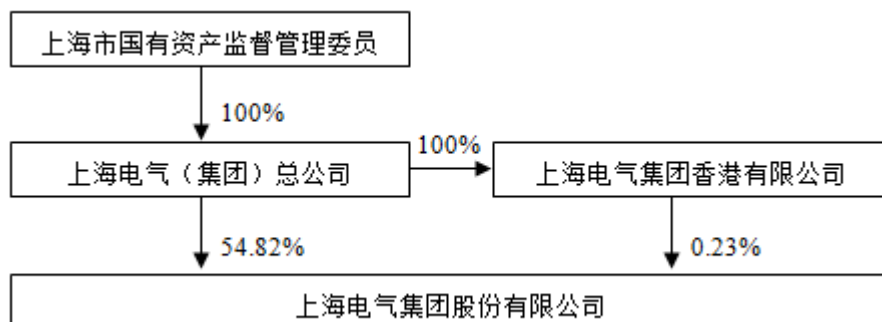 上海市国有资产监督管理委员
100%
100%
上海电气（集团）总公司
上海电气集团香港有限公司
54.82%
0.23%
上海电气集团股份有限公司